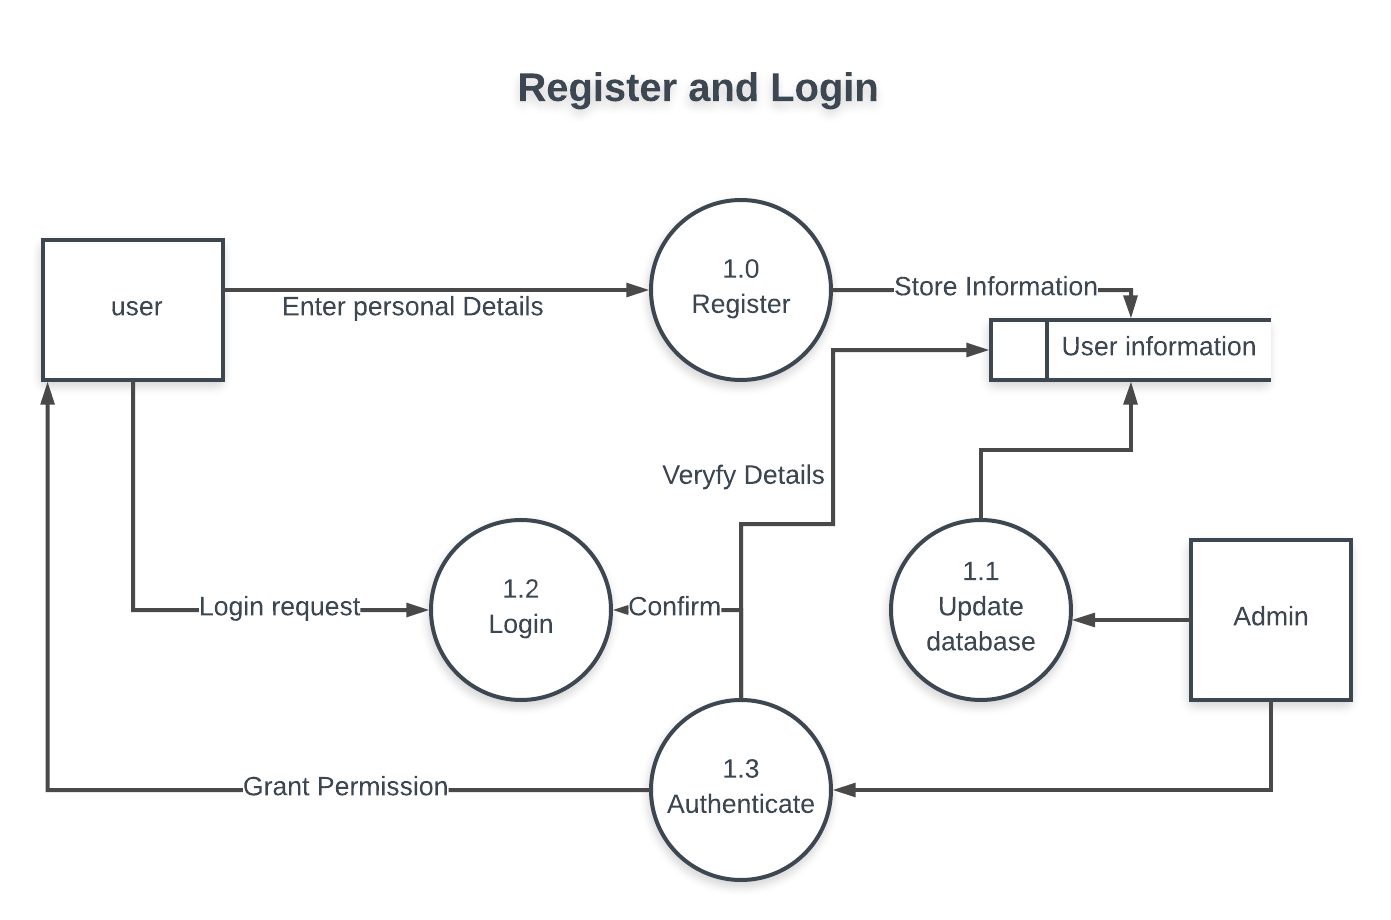 Register and Login
1.0
Register
user
Enter personal Details
Store Information
User information
Veryfy Details
1.2
Login
Login request
Confirm
1.1
Update
database
Admin
1.3
Authenticate
Grant Permission